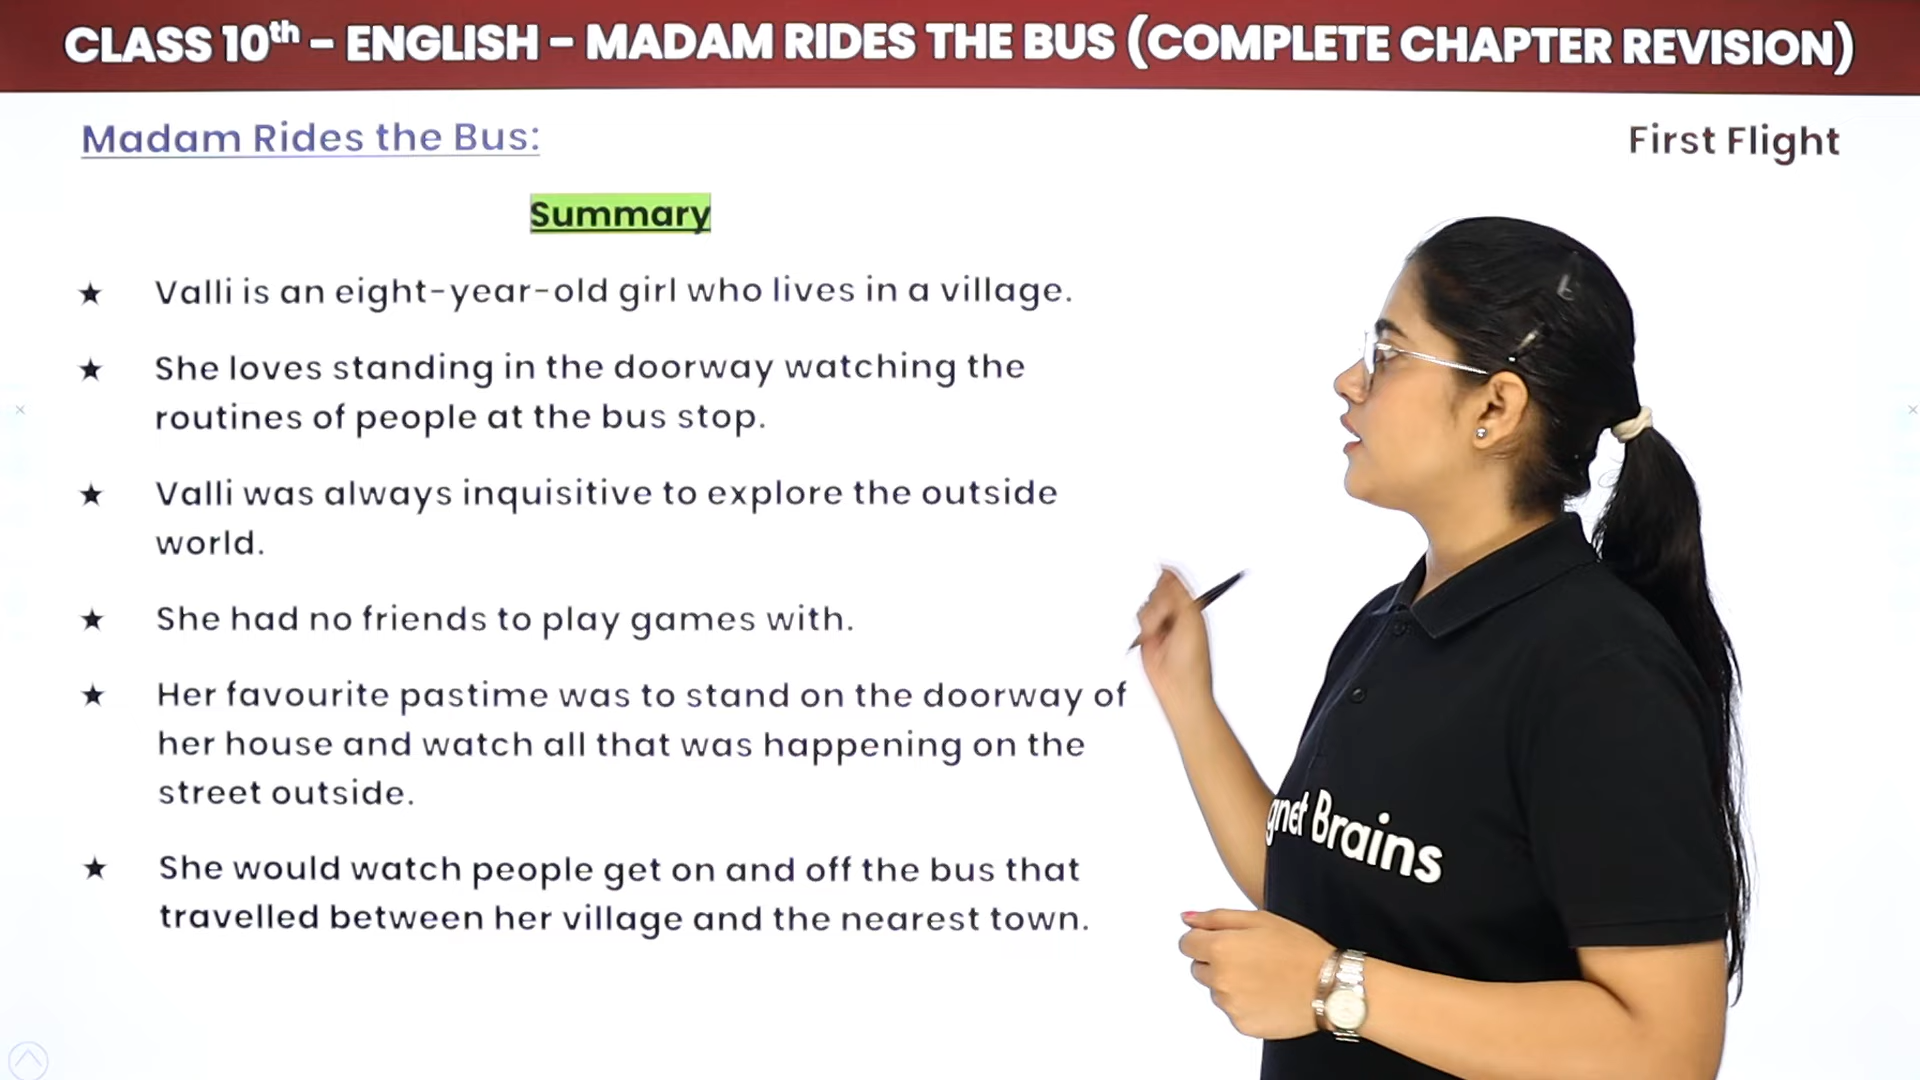 CLASS 10th - ENGLISH - MADAM RIDES THE BUS (COMPLETE CHAPTER REVISION)
Madam Rides the Bus:
First Flight
Summary
★ Valli is an eight-year-old girl who lives in a village.
★ She loves standing in the doorway watching the
routines of people at the bus stop.
★ Valli was always inquisitive to explore the outside
world.
★ She had no friends to play games with.
★ Her favourite pastime was to stand on the doorway of
her house and watch all that was happening on the
street outside.
★ She would watch people get on and off the bus that
travelled between her village and the nearest town.
gnet Brains